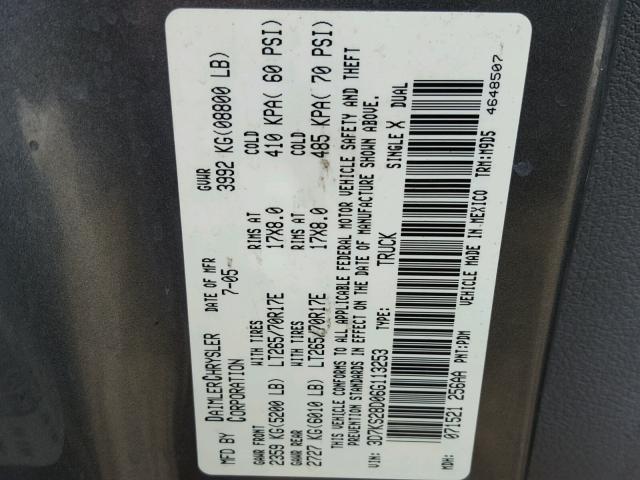 MFD BY DAIMLERCHRYSLER CORPORATION DATE OF MFR 7-05 GVWR 3992 KG(08800 LB)
GAWR FRONT WITH TIRES RIMS AT COLD
2359 KG(5200 LB) LT265/70R17E 17X8.0 410 KPA( 60 PSI)
GAWR REAR WITH TIRES RIMS AT COLD
2727 KG(6010 LB) LT265/70R17E 17X8.0 485 KPA( 70 PSI)
THIS VEHICLE CONFORMS TO ALL APPLICABLE FEDERAL MOTOR VEHICLE SAFETY AND THEFT
PREVENTION STANDARDS IN EFFECT ON THE DATE OF MANUFACTURE SHOWN ABOVE.
VIN: 3D7KS28D06G113253 TYPE: TRUCK SINGLE X DUAL
MDH: 071521 256AA PNT:PDM VEHICLE MADE IN MEXICO TRM:M9D5
4648507